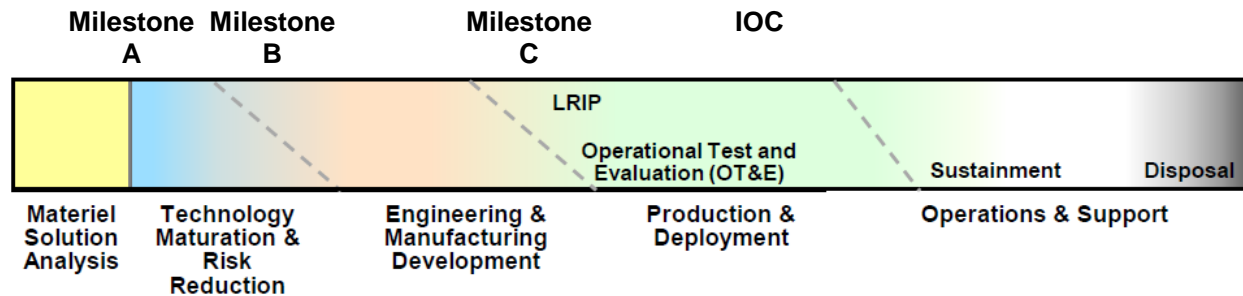 Milestone A
Milestone B
Milestone C
IOC
LRIP
Operational Test and
Evaluation (OT&E)
Sustainment
Disposal
Materiel
Solution
Analysis
Technology
Maturation &
Risk
Reduction
Engineering &
Manufacturing
Development
Production &
Deployment
Operations & Support